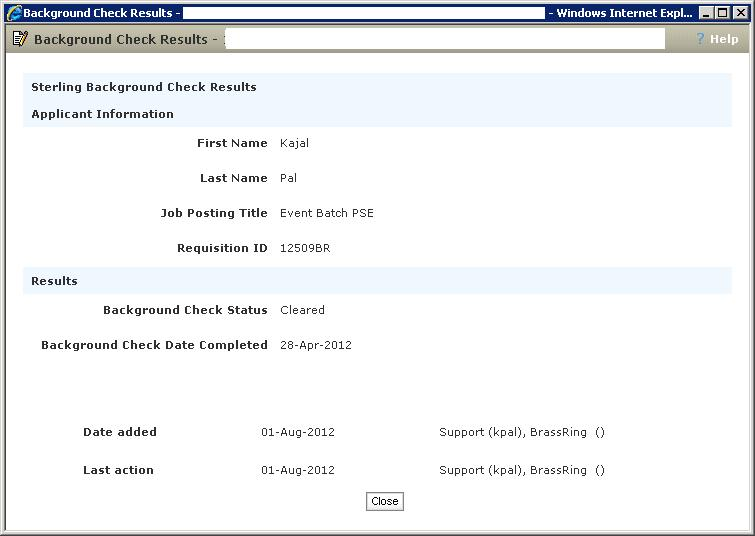 Background Check Results - - Windows Internet Expl...
Background Check Results - ? Help
Sterling Background Check Results
Applicant Information
First Name Kajal
Last Name Pal
Job Posting Title Event Batch PSE
Requisition ID 12509BR
Results
Background Check Status Cleared
Background Check Date Completed 28-Apr-2012
Date added 01-Aug-2012 Support (kpal), BrassRing ()
Last action 01-Aug-2012 Support (kpal), BrassRing ()
Close